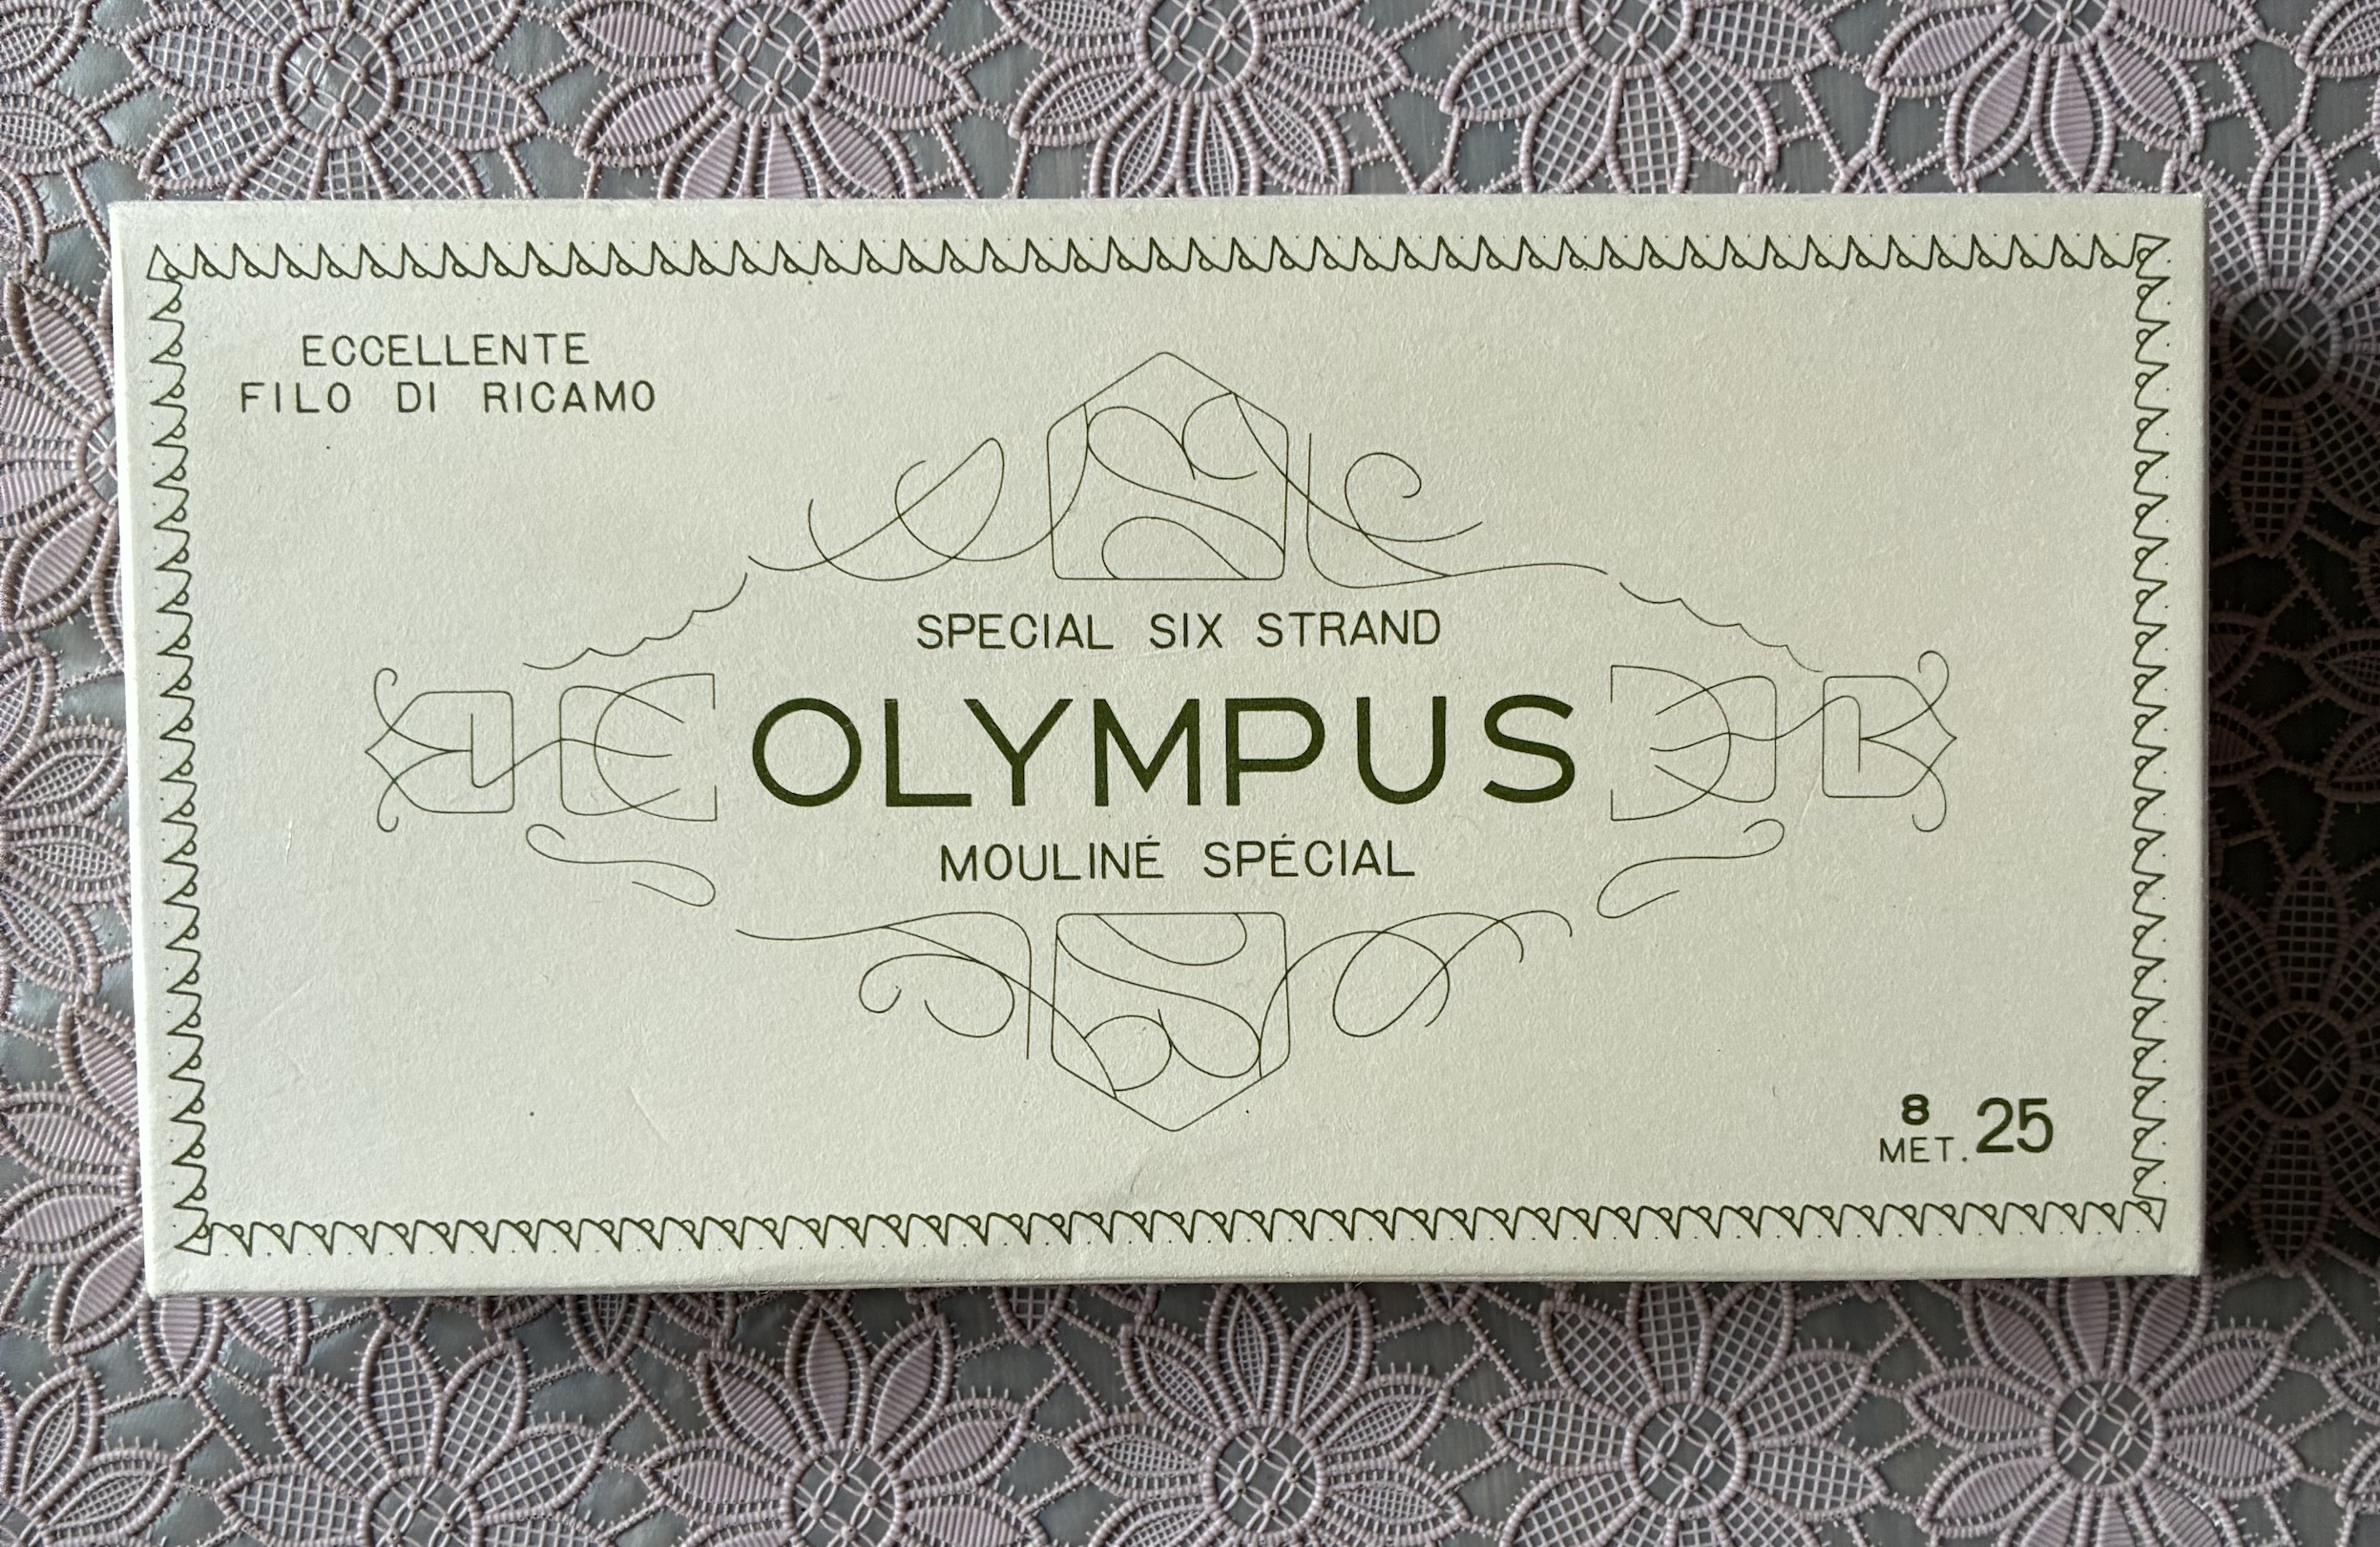 ECCELLENTE
FILO DI RICAMO
SPECIAL SIX STRAND
OLYMPUS
MOULINÉ SPÉCIAL
8
MET. 25